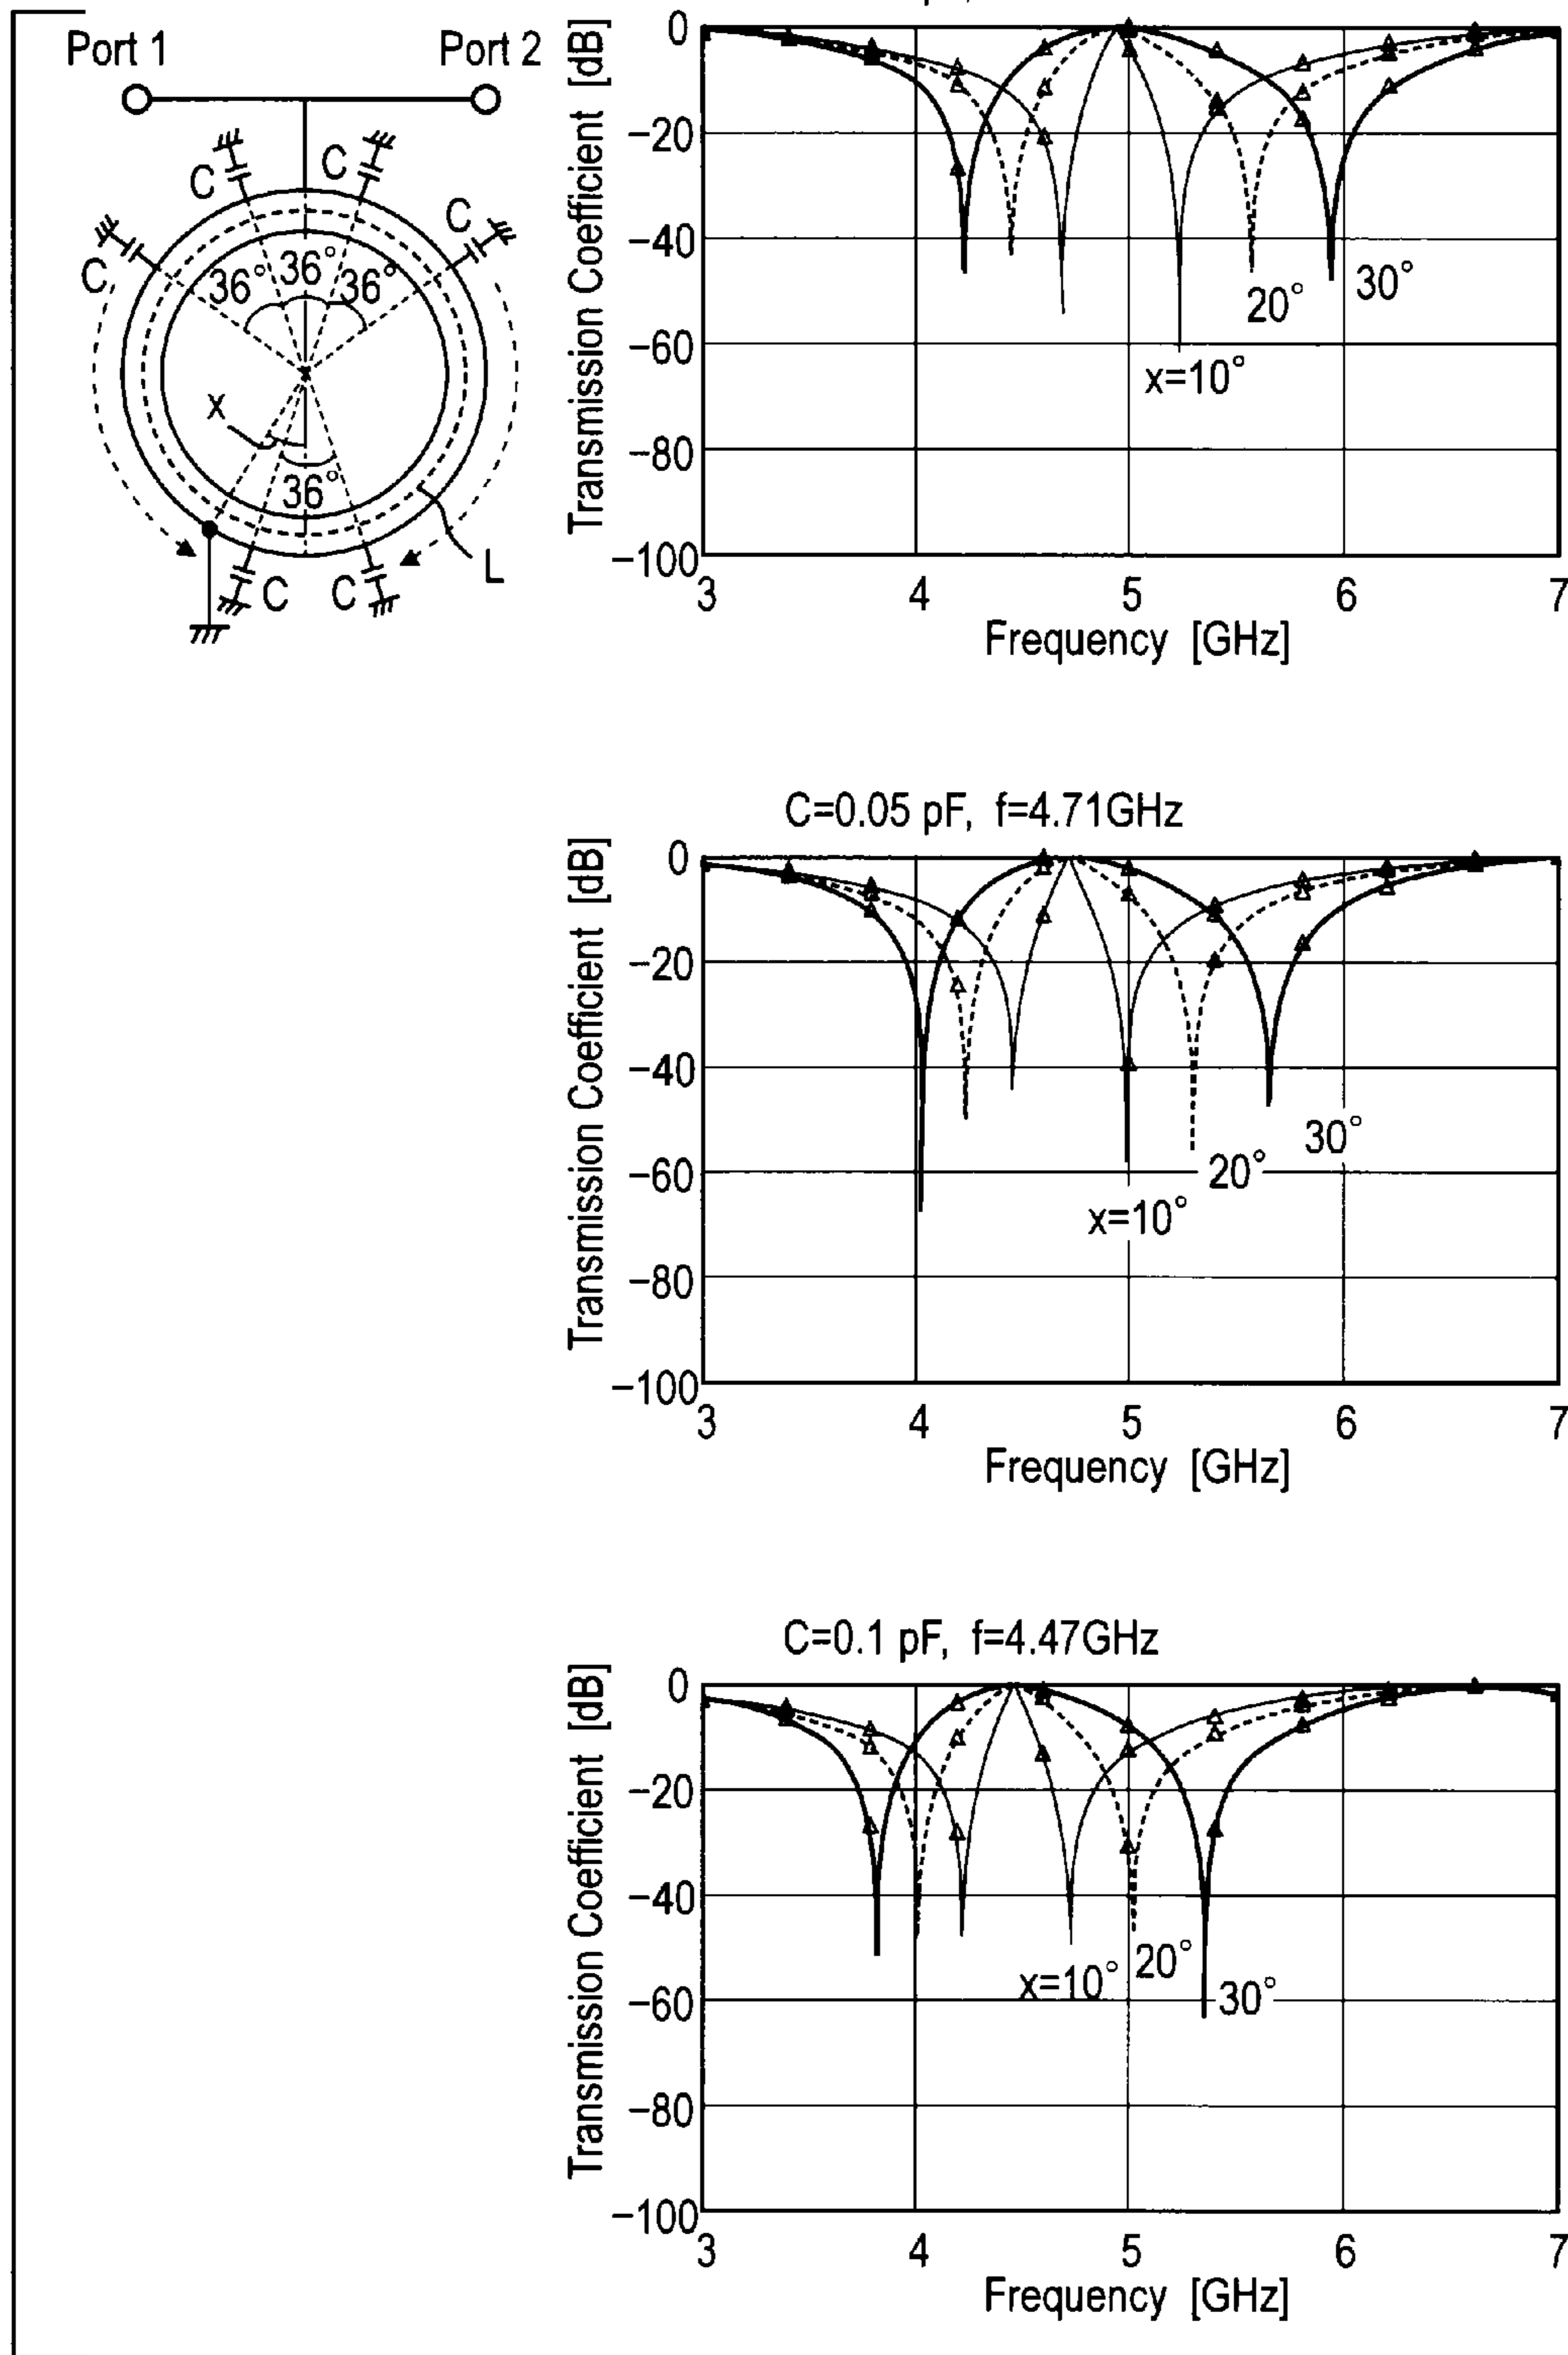 Port 1
Port 2
C
C
C
C
36°
36°
36°
x
36°
L
C
C
Transmission Coefficient [dB]
0
−20
−40
−60
−80
−100
20°
30°
x=10°
3
4
5
6
7
Frequency [GHz]
C=0.05 pF, f=4.71GHz
Transmission Coefficient [dB]
0
−20
−40
−60
−80
−100
30°
20°
x=10°
3
4
5
6
7
Frequency [GHz]
C=0.1 pF, f=4.47GHz
Transmission Coefficient [dB]
0
−20
−40
−60
−80
−100
x=10°
20°
30°
3
4
5
6
7
Frequency [GHz]